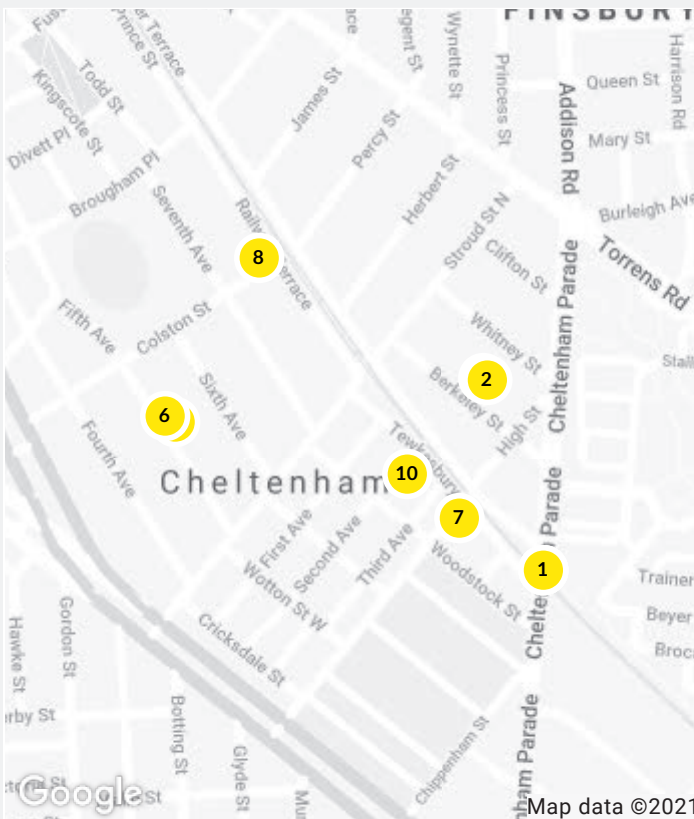 FINSBURY
Prince St
Terrace
Todd St
Kingscote St
Divett Pl
Brougham Pl
James St
Percy St
Wynette St
Princess St
Herbert St
Addison Rd
Queen St
Harrison Rd
Mary St
Burleigh Ave
Torrens Rd
Seventh Ave
Stroud St N
Clifton St
Cheltenham Parade
8
Fifth Ave
Colston St
Whitney St
2
Berkeley St
High St
Sixth Ave
6
Fourth Ave
Cheltenham
10
Tewkesbury
7
1
First Ave
Second Ave
Third Ave
Woodstock St
Wotton St W
Cricksdale St
Gordon St
Hawke St
Botting St
Glyde St
Chippenham St
Google
Map data ©2021